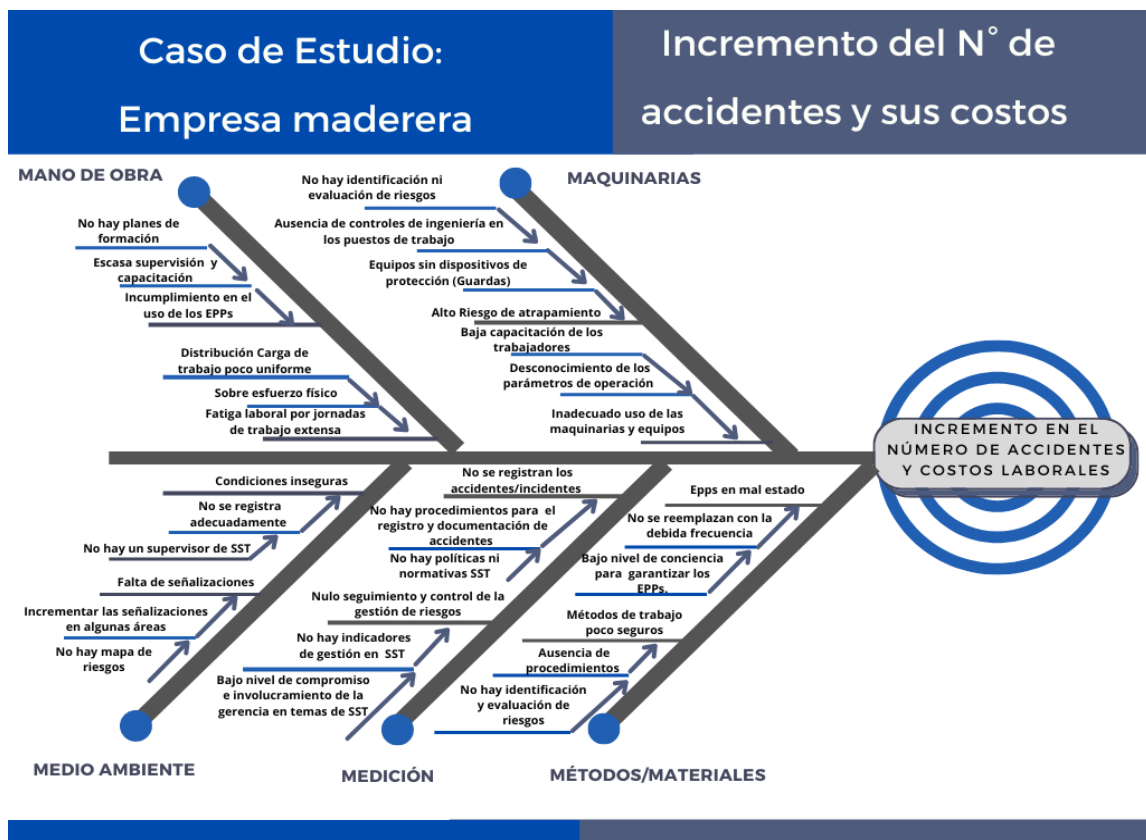 Caso de Estudio:
Empresa maderera
Incremento del N° de
accidentes y sus costos
MANO DE OBRA
No hay planes de
formación
Escasa supervisión y
capacitación
Incumplimiento en el
uso de los EPPs
Distribución Carga de
trabajo poco uniforme
Sobre esfuerzo físico
Fatiga laboral por jornadas
de trabajo extensa
MAQUINARIAS
No hay identificación ni
evaluación de riesgos
Ausencia de controles de ingeniería en
los puestos de trabajo
Equipos sin dispositivos de
protección (Guardas)
Alto Riesgo de atrapamiento
Baja capacitación de los
trabajadores
Desconocimiento de los
parámetros de operación
Inadecuado uso de las
maquinarias y equipos
INCREMENTO EN EL
NÚMERO DE ACCIDENTES
Y COSTOS LABORALES
Condiciones inseguras
No se registra
adecuadamente
No hay un supervisor de SST
Falta de señalizaciones
Incrementar las señalizaciones
en algunas áreas
No hay mapa de
riesgos
MEDIO AMBIENTE
No se registran los
accidentes/incidentes
No hay procedimientos para el
registro y documentación de
accidentes
No hay políticas ni
normativas SST
Nulo seguimiento y control de la
gestión de riesgos
No hay indicadores
de gestión en SST
Bajo nivel de compromiso
e involucramiento de la
gerencia en temas de SST
MEDICIÓN
Epps en mal estado
No se reemplazan con la
debida frecuencia
Bajo nivel de conciencia
para garantizar los
EPPs.
Métodos de trabajo
poco seguros
Ausencia de
procedimientos
No hay identificación
y evaluación de
riesgos
MÉTODOS/MATERIALES